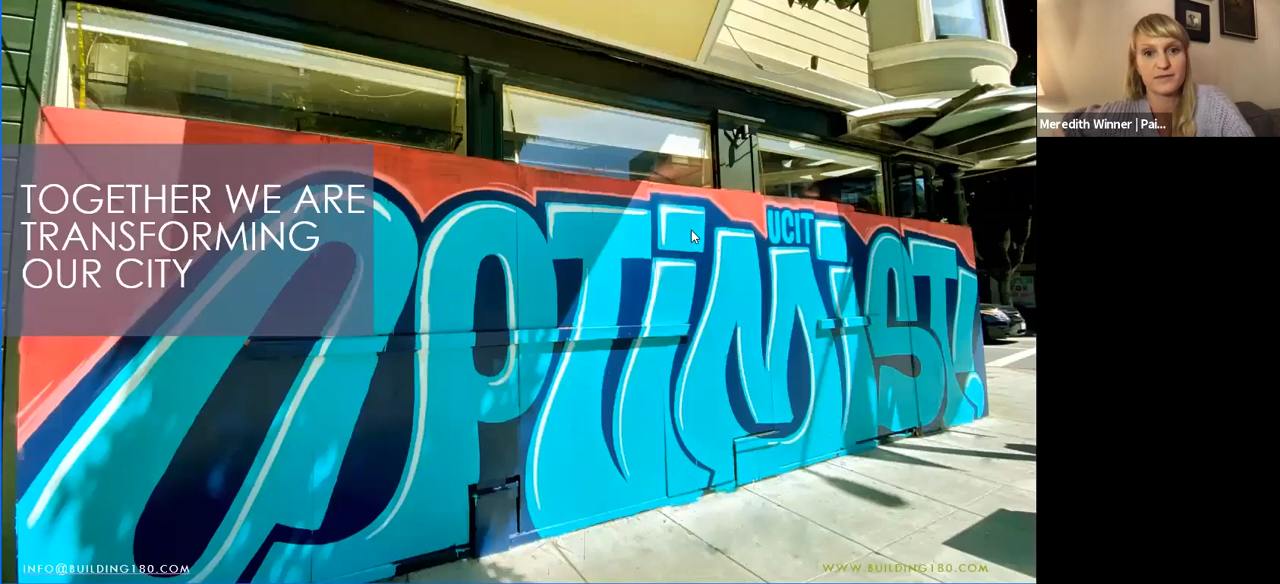 Meredith Winner | Pai...
TOGETHER WE ARE
TRANSFORMING
OUR CITY
OPTiMiST!
UCIT
INFO@BUILDING180.COM
WWW.BUILDING180.COM